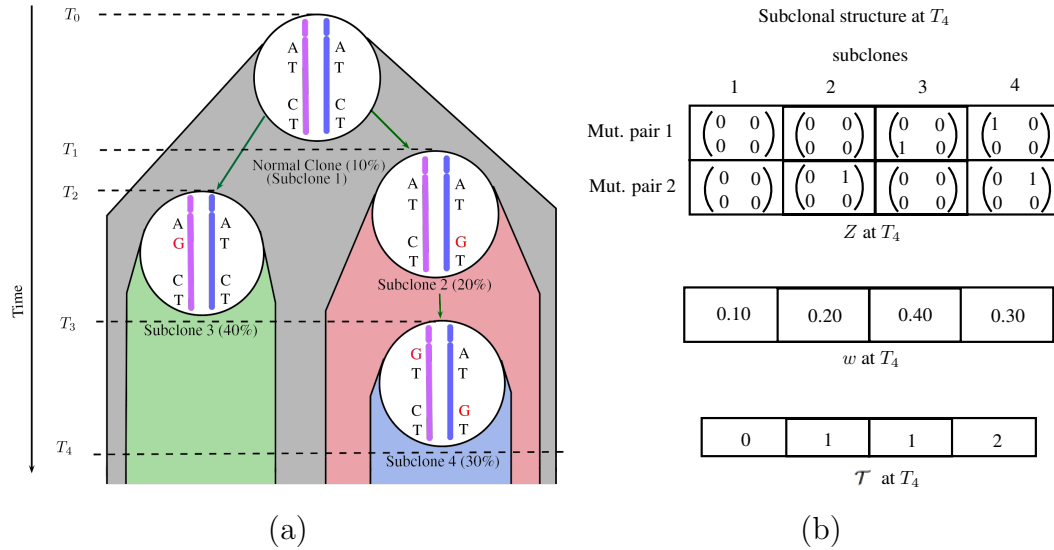 T₀
A A
T T
C C
T T
T₁
Normal Clone (10%)
(Subclone 1)
T₂
A A
T T
C G
T T
Subclone 2 (20%)
A A
G T
C C
T T
Subclone 3 (40%)
Time
T₃
G A
T T
C G
T T
Subclone 4 (30%)
T₄
(a)
Subclonal structure at T₄
subclones
1 2 3 4
Mut. pair 1
(0 0 (0 0 (0 0 (1 0
0 0) 0 0) 1 0) 0 0)
Mut. pair 2
(0 0 (0 1 (0 0 (0 1
0 0) 0 0) 0 0) 0 0)
Z at T₄
0.10 0.20 0.40 0.30
w at T₄
0 1 1 2
𝒯 at T₄
(b)